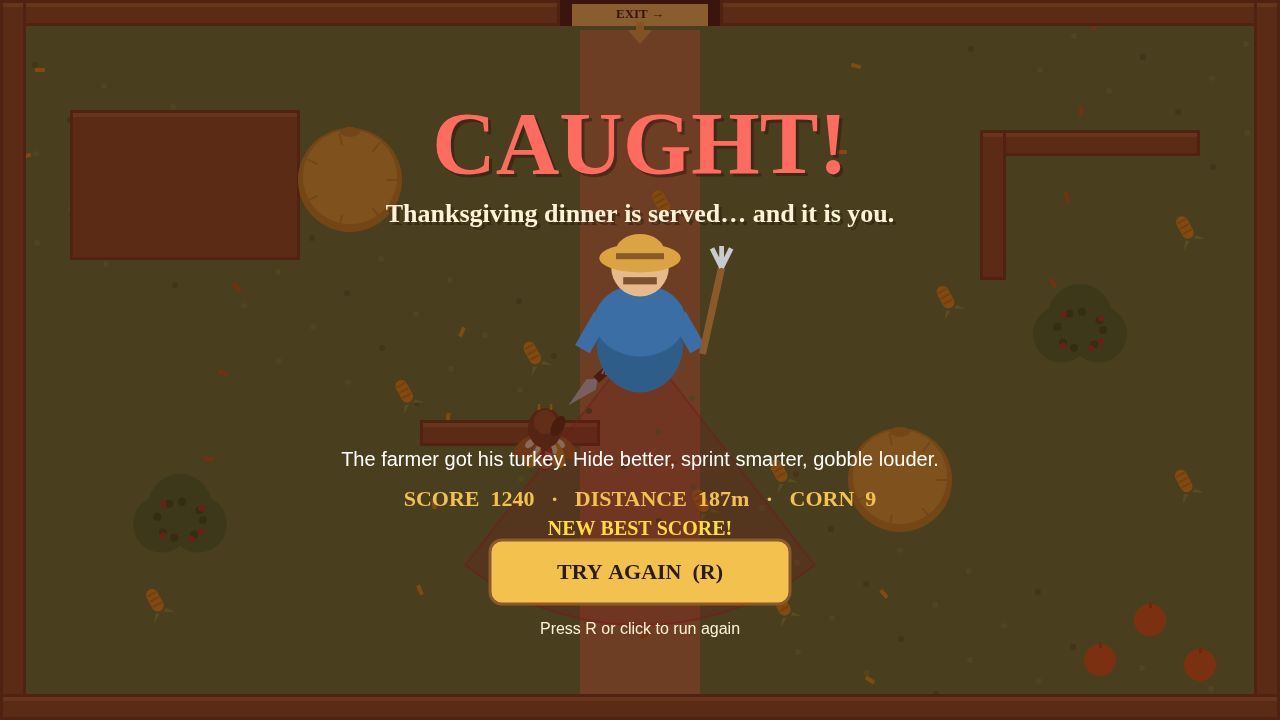 EXIT →
CAUGHT!
Thanksgiving dinner is served… and it is you.
The farmer got his turkey. Hide better, sprint smarter, gobble louder.
SCORE 1240 · DISTANCE 187m · CORN 9
NEW BEST SCORE!
TRY AGAIN (R)
Press R or click to run again